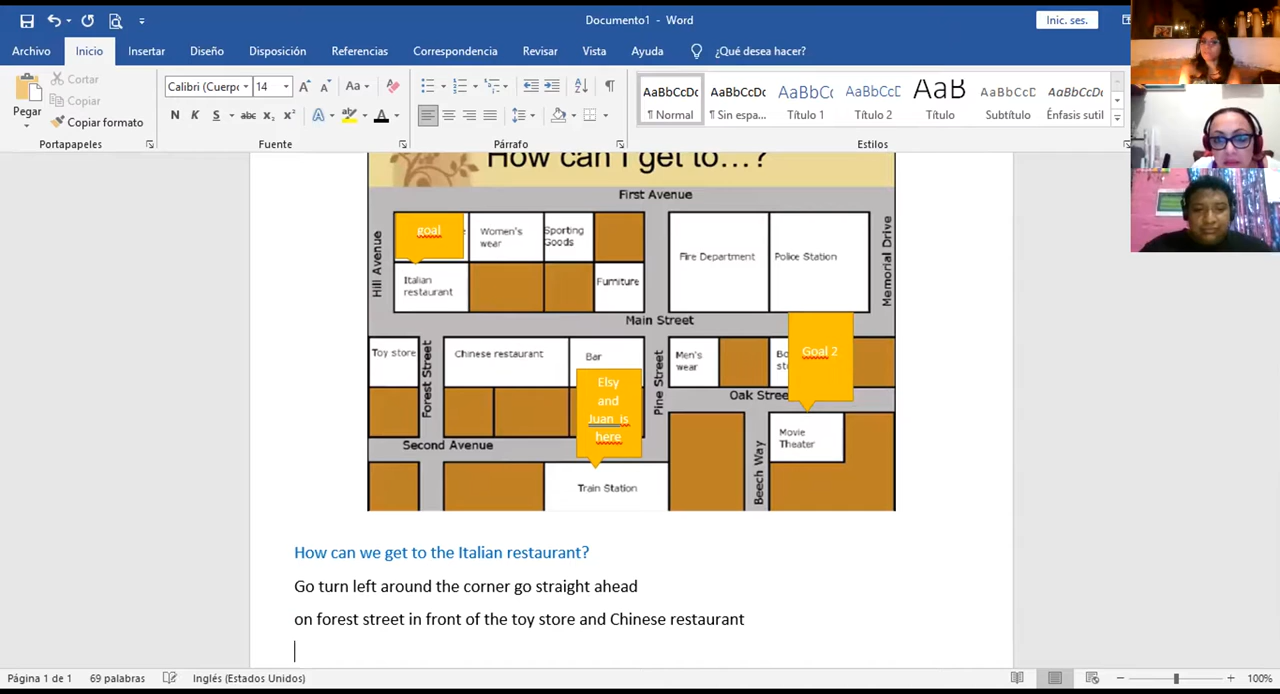 Documento1 - Word
Inic. ses.
Archivo Inicio Insertar Diseño Disposición Referencias Correspondencia Revisar Vista Ayuda ¿Qué desea hacer?
Pegar
Cortar
Copiar
Copiar formato
Portapapeles
Calibri (Cuerpo 14
N K S abc x₂ x²
Fuente
Párrafo
AaBbCcDc AaBbCcDc AaBbCc AaBbCcD AaB AaBbCcD AaBbCcDc
¶ Normal ¶ Sin espa... Título 1 Título 2 Título Subtítulo Énfasis sutil
Estilos
How can I get to…?
First Avenue
Hill Avenue
goal
Women's
wear
Sporting
Goods
Fire Department
Police Station
Memorial Drive
Italian
restaurant
Furniture
Main Street
Toy store
Forest Street
Chinese restaurant
Bar
Pine Street
Men's
wear
Goal 2
Elsy
and
Juan is
here
Second Avenue
Train Station
Beech Way
Movie
Theater
How can we get to the Italian restaurant?
Go turn left around the corner go straight ahead
on forest street in front of the toy store and Chinese restaurant
Página 1 de 1 69 palabras Inglés (Estados Unidos) 100%